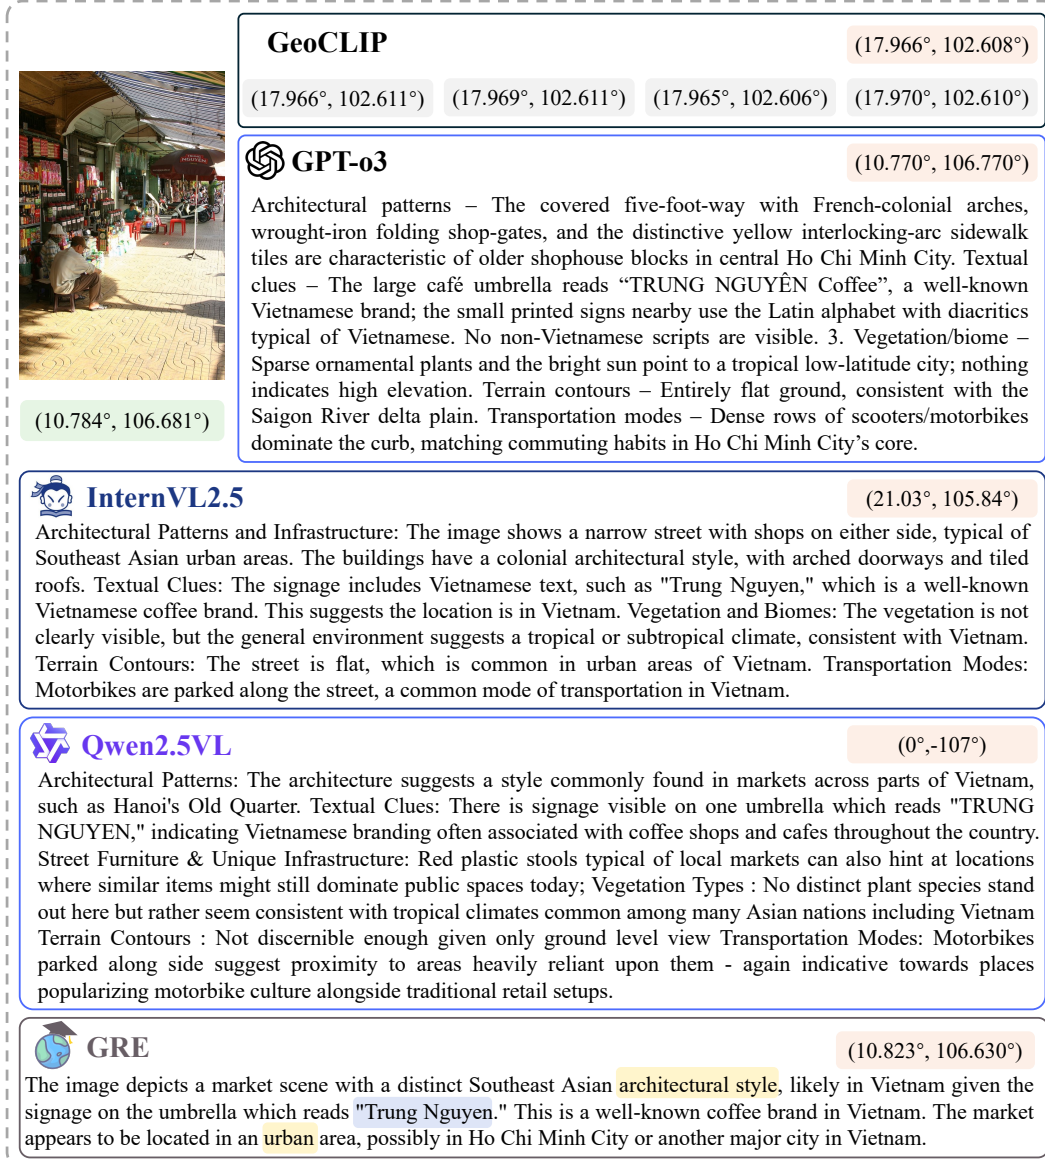 GeoCLIP
(17.966°, 102.608°)
(17.966°, 102.611°) (17.969°, 102.611°) (17.965°, 102.606°) (17.970°, 102.610°)
TRUNG NGUYEN
(10.784°, 106.681°)
GPT-o3
(10.770°, 106.770°)
Architectural patterns – The covered five-foot-way with French-colonial arches,
wrought-iron folding shop-gates, and the distinctive yellow interlocking-arc sidewalk
tiles are characteristic of older shophouse blocks in central Ho Chi Minh City. Textual
clues – The large café umbrella reads “TRUNG NGUYÊN Coffee”, a well-known
Vietnamese brand; the small printed signs nearby use the Latin alphabet with diacritics
typical of Vietnamese. No non-Vietnamese scripts are visible. 3. Vegetation/biome –
Sparse ornamental plants and the bright sun point to a tropical low-latitude city; nothing
indicates high elevation. Terrain contours – Entirely flat ground, consistent with the
Saigon River delta plain. Transportation modes – Dense rows of scooters/motorbikes
dominate the curb, matching commuting habits in Ho Chi Minh City’s core.
InternVL2.5
(21.03°, 105.84°)
Architectural Patterns and Infrastructure: The image shows a narrow street with shops on either side, typical of
Southeast Asian urban areas. The buildings have a colonial architectural style, with arched doorways and tiled
roofs. Textual Clues: The signage includes Vietnamese text, such as "Trung Nguyen," which is a well-known
Vietnamese coffee brand. This suggests the location is in Vietnam. Vegetation and Biomes: The vegetation is not
clearly visible, but the general environment suggests a tropical or subtropical climate, consistent with Vietnam.
Terrain Contours: The street is flat, which is common in urban areas of Vietnam. Transportation Modes:
Motorbikes are parked along the street, a common mode of transportation in Vietnam.
Qwen2.5VL
(0°,-107°)
Architectural Patterns: The architecture suggests a style commonly found in markets across parts of Vietnam,
such as Hanoi's Old Quarter. Textual Clues: There is signage visible on one umbrella which reads "TRUNG
NGUYEN," indicating Vietnamese branding often associated with coffee shops and cafes throughout the country.
Street Furniture & Unique Infrastructure: Red plastic stools typical of local markets can also hint at locations
where similar items might still dominate public spaces today; Vegetation Types : No distinct plant species stand
out here but rather seem consistent with tropical climates common among many Asian nations including Vietnam
Terrain Contours : Not discernible enough given only ground level view Transportation Modes: Motorbikes
parked along side suggest proximity to areas heavily reliant upon them - again indicative towards places
popularizing motorbike culture alongside traditional retail setups.
GRE
(10.823°, 106.630°)
The image depicts a market scene with a distinct Southeast Asian architectural style, likely in Vietnam given the
signage on the umbrella which reads "Trung Nguyen." This is a well-known coffee brand in Vietnam. The market
appears to be located in an urban area, possibly in Ho Chi Minh City or another major city in Vietnam.